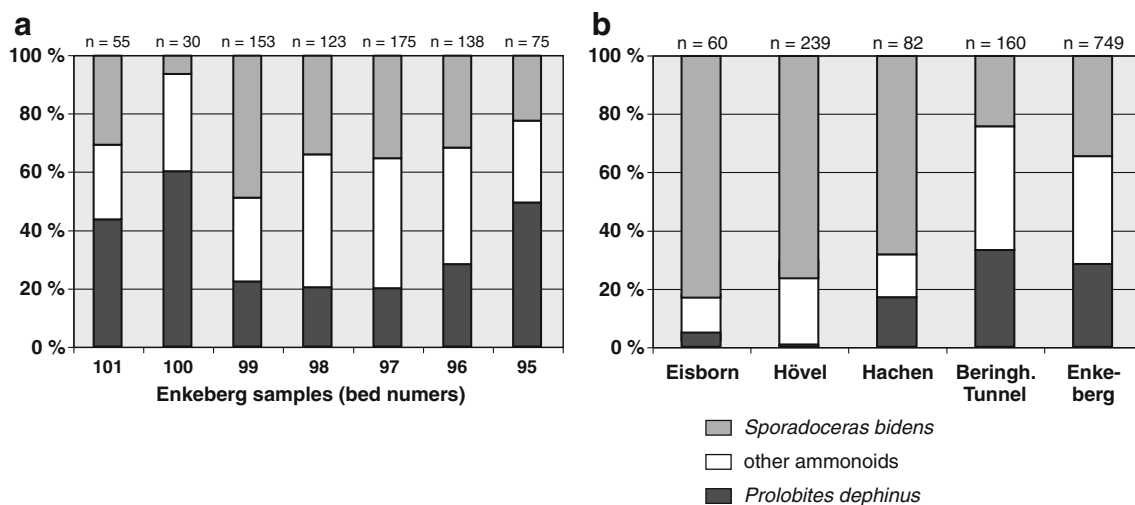 a
n = 55 n = 30 n = 153 n = 123 n = 175 n = 138 n = 75
100 %
80 %
60 %
40 %
20 %
0 %
101 100 99 98 97 96 95
Enkeberg samples (bed numers)
b
n = 60 n = 239 n = 82 n = 160 n = 749
100 %
80 %
60 %
40 %
20 %
0 %
Eisborn Hövel Hachen Beringh. Enke-
Tunnel berg
Sporadoceras bidens
other ammonoids
Prolobites dephinus